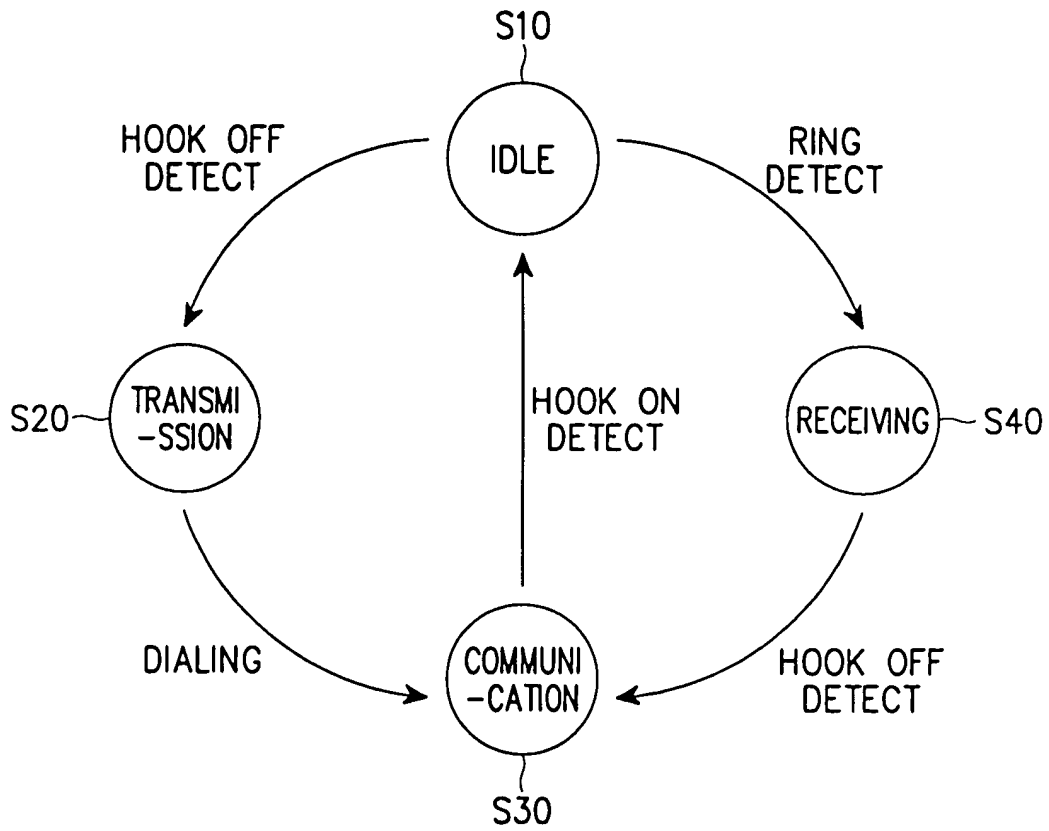 S10
HOOK OFF
DETECT
IDLE
RING
DETECT
S20
TRANSMI
-SSION
HOOK ON
DETECT
RECEIVING
S40
DIALING
COMMUNI
-CATION
HOOK OFF
DETECT
S30